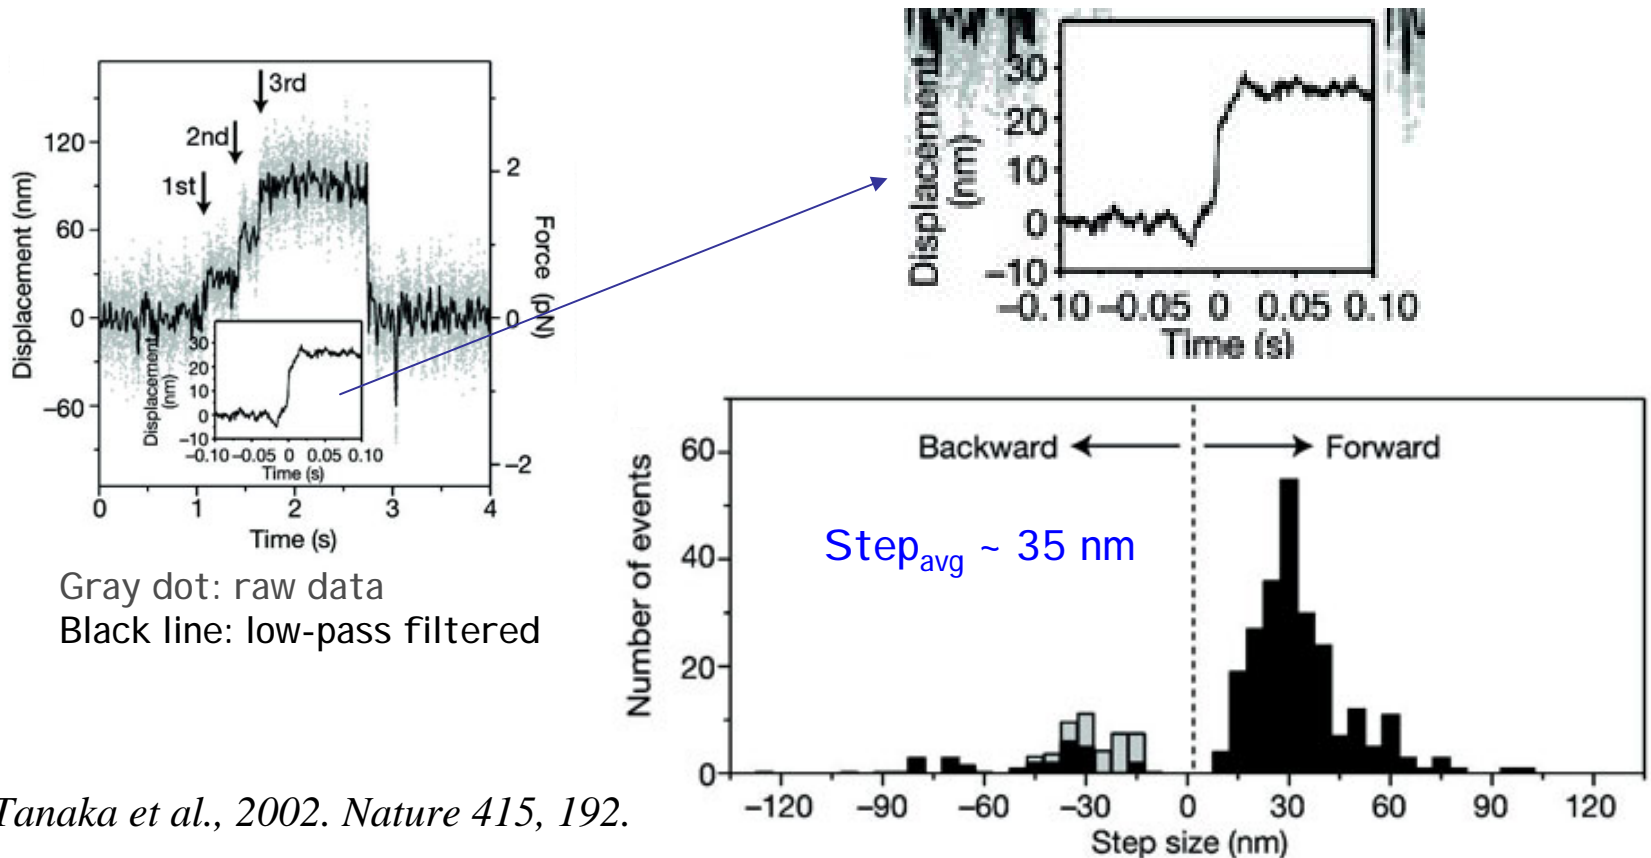 3rd
2nd
1st
120
60
0
−60
Displacement (nm)
2
0
−2
Force (pN)
30
20
10
0
−10
Displacement
(nm)
−0.10 −0.05 0 0.05 0.10
Time (s)
0 1 2 3 4
Time (s)
Gray dot: raw data
Black line: low-pass filtered
30
20
10
0
−10
Displacement
(nm)
−0.10 −0.05 0 0.05 0.10
Time (s)
Backward
Forward
Step_avg ~ 35 nm
60
40
20
0
Number of events
−120 −90 −60 −30 0 30 60 90 120
Step size (nm)
Tanaka et al., 2002. Nature 415, 192.